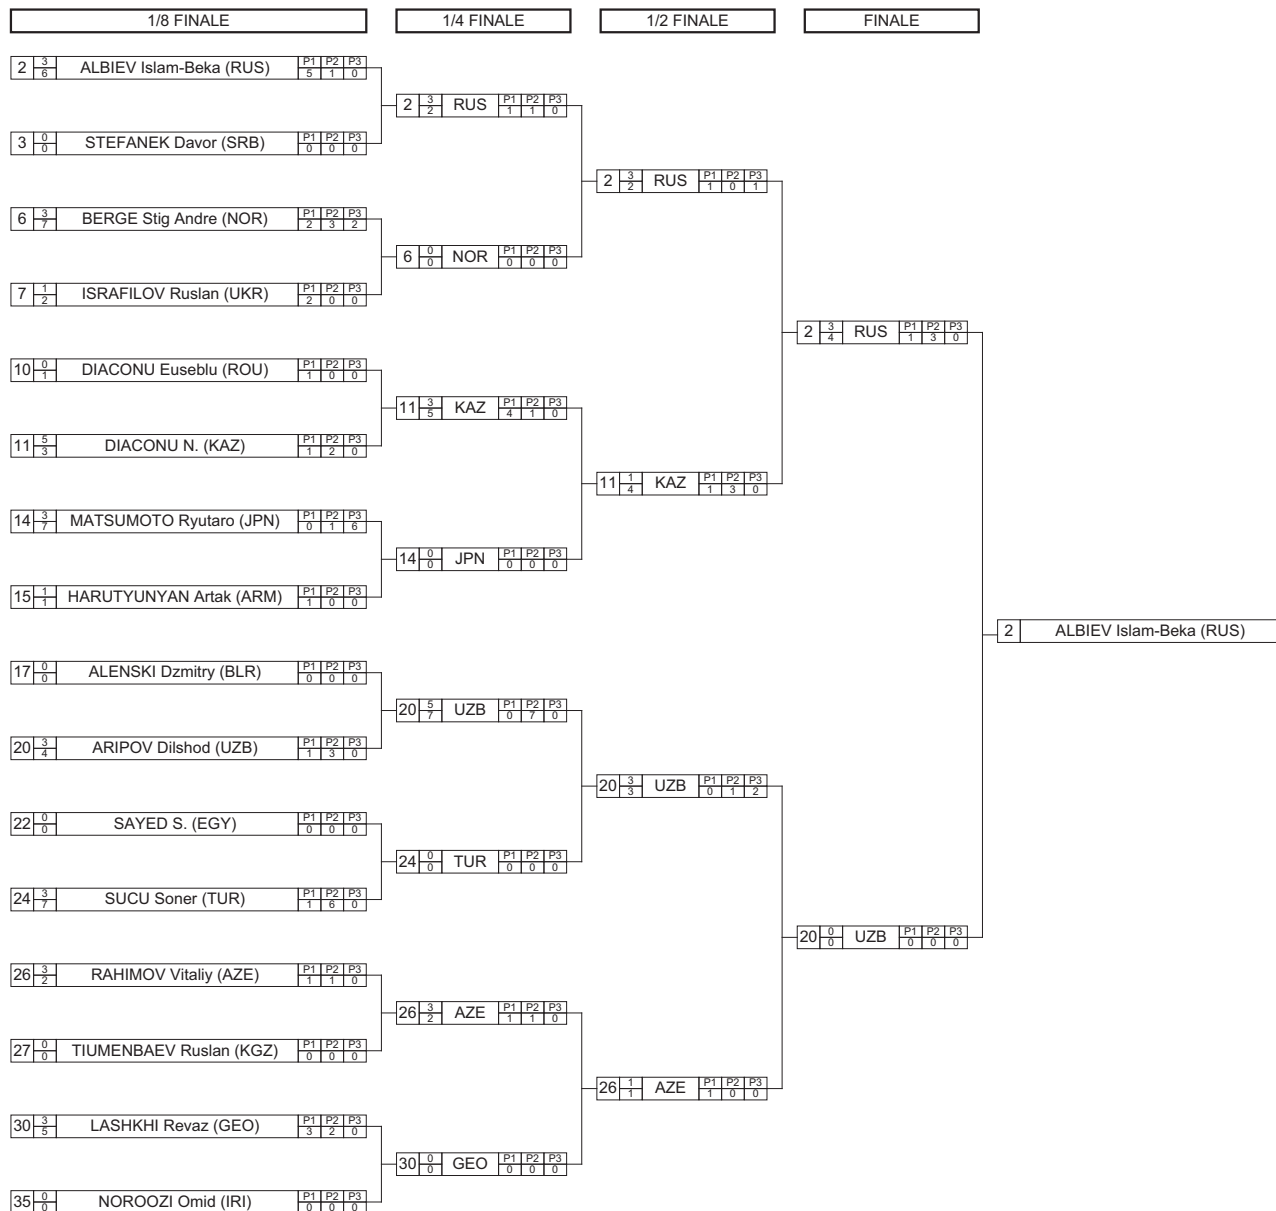 1/8 FINALE 1/4 FINALE 1/2 FINALE FINALE
2 3 6 ALBIEV Islam-Beka (RUS) P1 P2 P3 5 1 0
2 3 2 RUS P1 P2 P3 1 1 0
3 0 0 STEFANEK Davor (SRB) P1 P2 P3 0 0 0
2 3 2 RUS P1 P2 P3 1 0 1
6 3 7 BERGE Stig Andre (NOR) P1 P2 P3 2 3 2
6 0 0 NOR P1 P2 P3 0 0 0
7 1 2 ISRAFILOV Ruslan (UKR) P1 P2 P3 2 0 0
2 3 4 RUS P1 P2 P3 1 3 0
10 0 1 DIACONU Euseblu (ROU) P1 P2 P3 1 0 0
11 3 5 KAZ P1 P2 P3 4 1 0
11 5 3 DIACONU N. (KAZ) P1 P2 P3 1 2 0
11 1 4 KAZ P1 P2 P3 1 3 0
14 3 7 MATSUMOTO Ryutaro (JPN) P1 P2 P3 0 1 6
14 0 0 JPN P1 P2 P3 0 0 0
15 1 1 HARUTYUNYAN Artak (ARM) P1 P2 P3 1 0 0
2 ALBIEV Islam-Beka (RUS)
17 0 0 ALENSKI Dzmitry (BLR) P1 P2 P3 0 0 0
20 5 7 UZB P1 P2 P3 0 7 0
20 3 4 ARIPOV Dilshod (UZB) P1 P2 P3 1 3 0
20 3 3 UZB P1 P2 P3 0 1 2
22 0 0 SAYED S. (EGY) P1 P2 P3 0 0 0
24 0 0 TUR P1 P2 P3 0 0 0
24 3 7 SUCU Soner (TUR) P1 P2 P3 1 6 0
20 0 0 UZB P1 P2 P3 0 0 0
26 3 2 RAHIMOV Vitaliy (AZE) P1 P2 P3 1 1 0
26 3 2 AZE P1 P2 P3 1 1 0
27 0 0 TIUMENBAEV Ruslan (KGZ) P1 P2 P3 0 0 0
26 1 1 AZE P1 P2 P3 1 0 0
30 3 5 LASHKHI Revaz (GEO) P1 P2 P3 3 2 0
30 0 0 GEO P1 P2 P3 0 0 0
35 0 0 NOROOZI Omid (IRI) P1 P2 P3 0 0 0